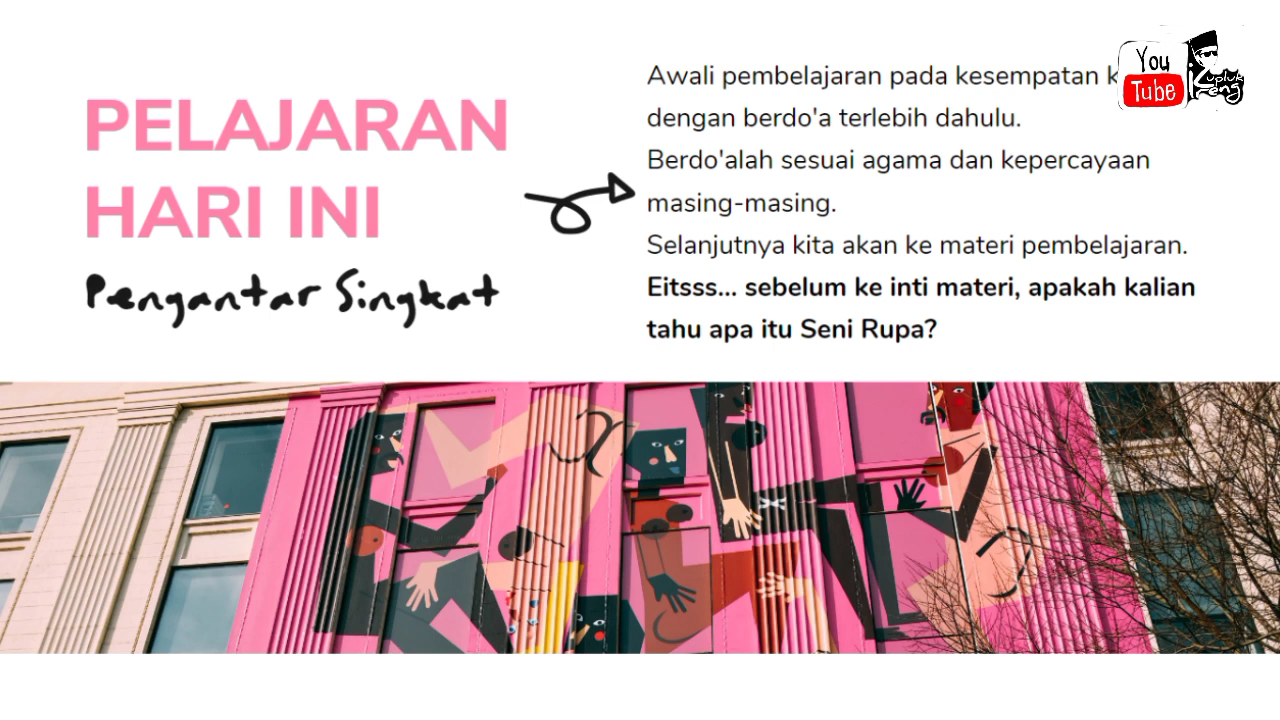 PELAJARAN
HARI INI
Pengantar Singkat
Awali pembelajaran pada kesempatan
dengan berdo'a terlebih dahulu.
Berdo'alah sesuai agama dan kepercayaan
masing-masing.
Selanjutnya kita akan ke materi pembelajaran.
Eitsss... sebelum ke inti materi, apakah kalian
tahu apa itu Seni Rupa?
You
Tube
Kupluk
Ireng